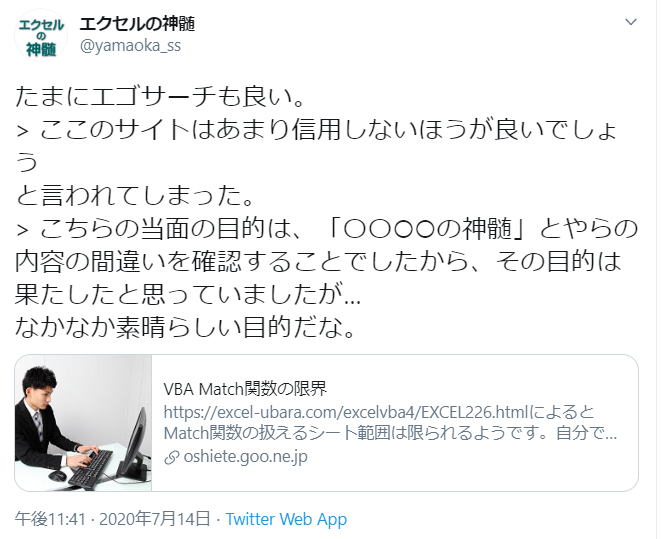 エクセル
の
神髄
エクセルの神髄
@yamaoka_ss
たまにエゴサーチも良い。
> ここのサイトはあまり信用しないほうが良いでしょ
う
と言われてしまった。
> こちらの当面の目的は、「〇〇〇〇の神髄」とやらの
内容の間違いを確認することでしたから、その目的は
果たしたと思っていましたが...
なかなか素晴らしい目的だな。
VBA Match関数の限界
https://excel-ubara.com/excelvba4/EXCEL226.htmlによると
Match関数の扱えるシート範囲は限られるようです。自分で...
oshiete.goo.ne.jp
午後11:41 · 2020年7月14日 · Twitter Web App